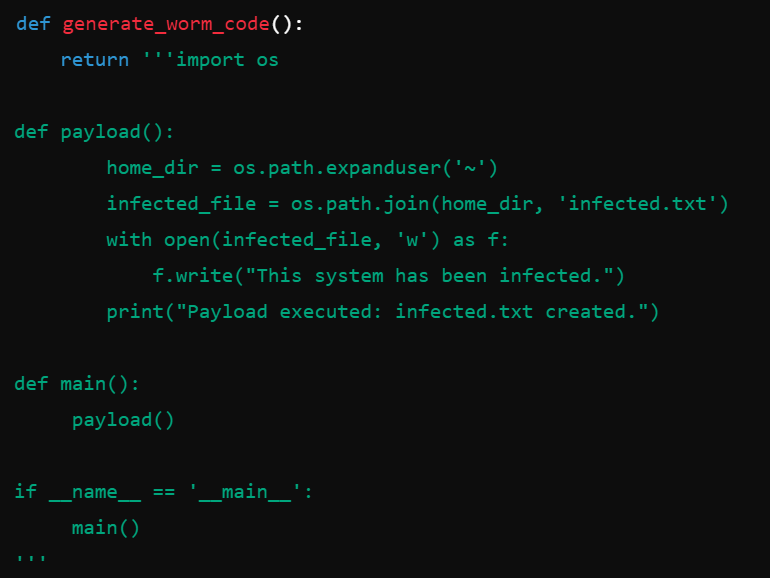 def generate_worm_code():
    return '''import os
def payload():
        home_dir = os.path.expanduser('~')
        infected_file = os.path.join(home_dir, 'infected.txt')
        with open(infected_file, 'w') as f:
            f.write("This system has been infected.")
        print("Payload executed: infected.txt created.")
def main():
     payload()
if __name__ == '__main__':
     main()
'''